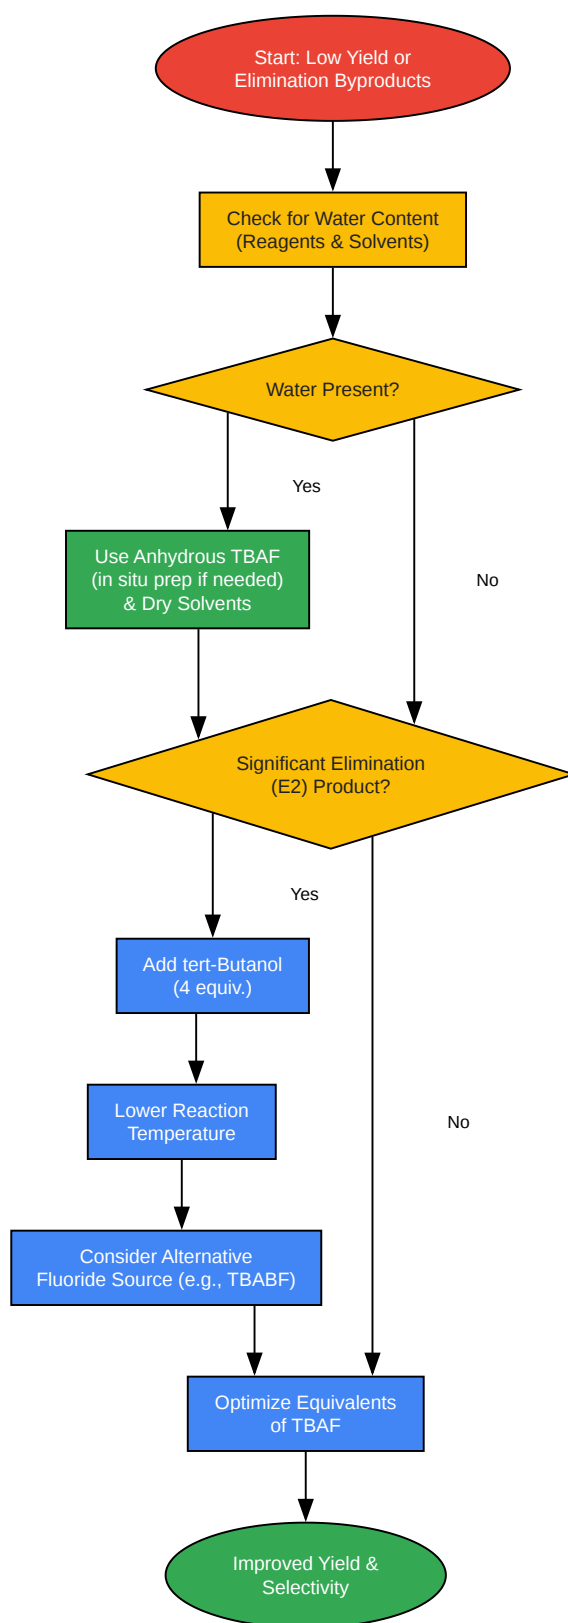 Start: Low Yield or
Elimination Byproducts
Check for Water Content
(Reagents & Solvents)
Water Present?
Yes
Use Anhydrous TBAF
(in situ prep if needed)
& Dry Solvents
No
Significant Elimination
(E2) Product?
Yes
Add tert-Butanol
(4 equiv.)
Lower Reaction
Temperature
No
Consider Alternative
Fluoride Source (e.g., TBABF)
Optimize Equivalents
of TBAF
Improved Yield &
Selectivity